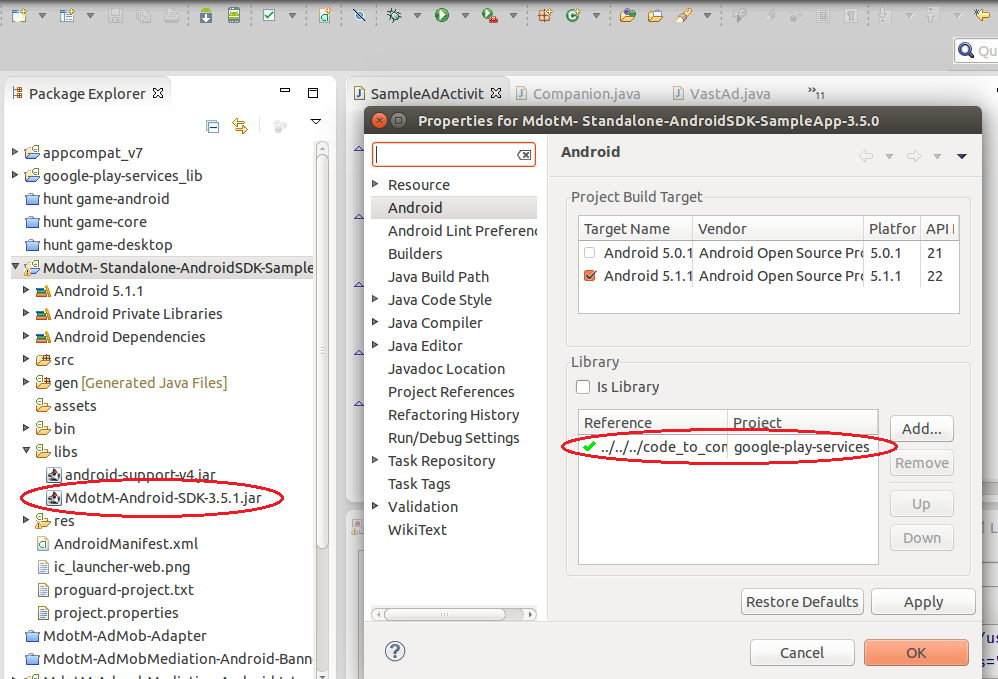 Qu
Package Explorer
SampleAdActivit
Companion.java
VastAd.java
»11
appcompat_v7
google-play-services_lib
hunt game-android
hunt game-core
hunt game-desktop
MdotM- Standalone-AndroidSDK-Sample
Android 5.1.1
Android Private Libraries
Android Dependencies
src
gen [Generated Java Files]
assets
bin
libs
android-support-v4.jar
MdotM-Android-SDK-3.5.1.jar
res
AndroidManifest.xml
ic_launcher-web.png
proguard-project.txt
project.properties
MdotM-AdMob-Adapter
MdotM-AdMobMediation-Android-Bann
Properties for MdotM- Standalone-AndroidSDK-SampleApp-3.5.0
Resource
Android
Android Lint Preferen
Builders
Java Build Path
Java Code Style
Java Compiler
Java Editor
Javadoc Location
Project References
Refactoring History
Run/Debug Settings
Task Repository
Task Tags
Validation
WikiText
Android
Project Build Target
Target Name Vendor Platfor API
Android 5.0.1 Android Open Source Pro 5.0.1 21
Android 5.1.1 Android Open Source Pro 5.1.1 22
Library
Is Library
Reference Project
../../../code_to_con google-play-services
Add...
Remove
Up
Down
Restore Defaults
Apply
Cancel
OK